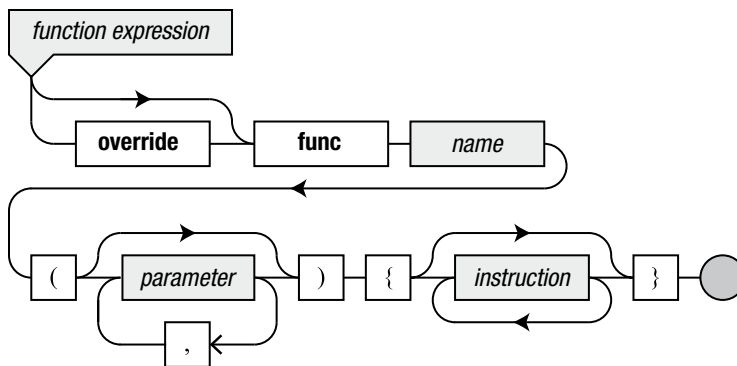 function expression
override func name
( parameter ) { instruction }
,